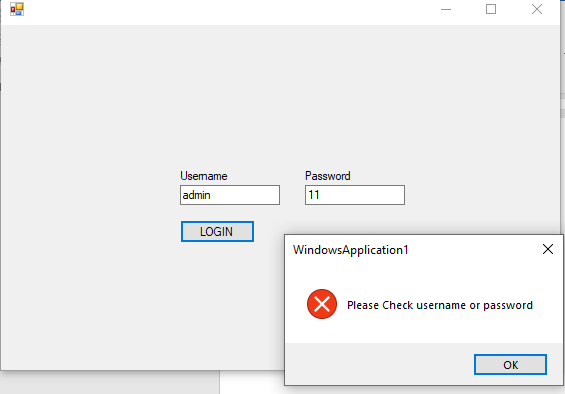 Username
Password
admin
11
LOGIN
WindowsApplication1
Please Check username or password
OK